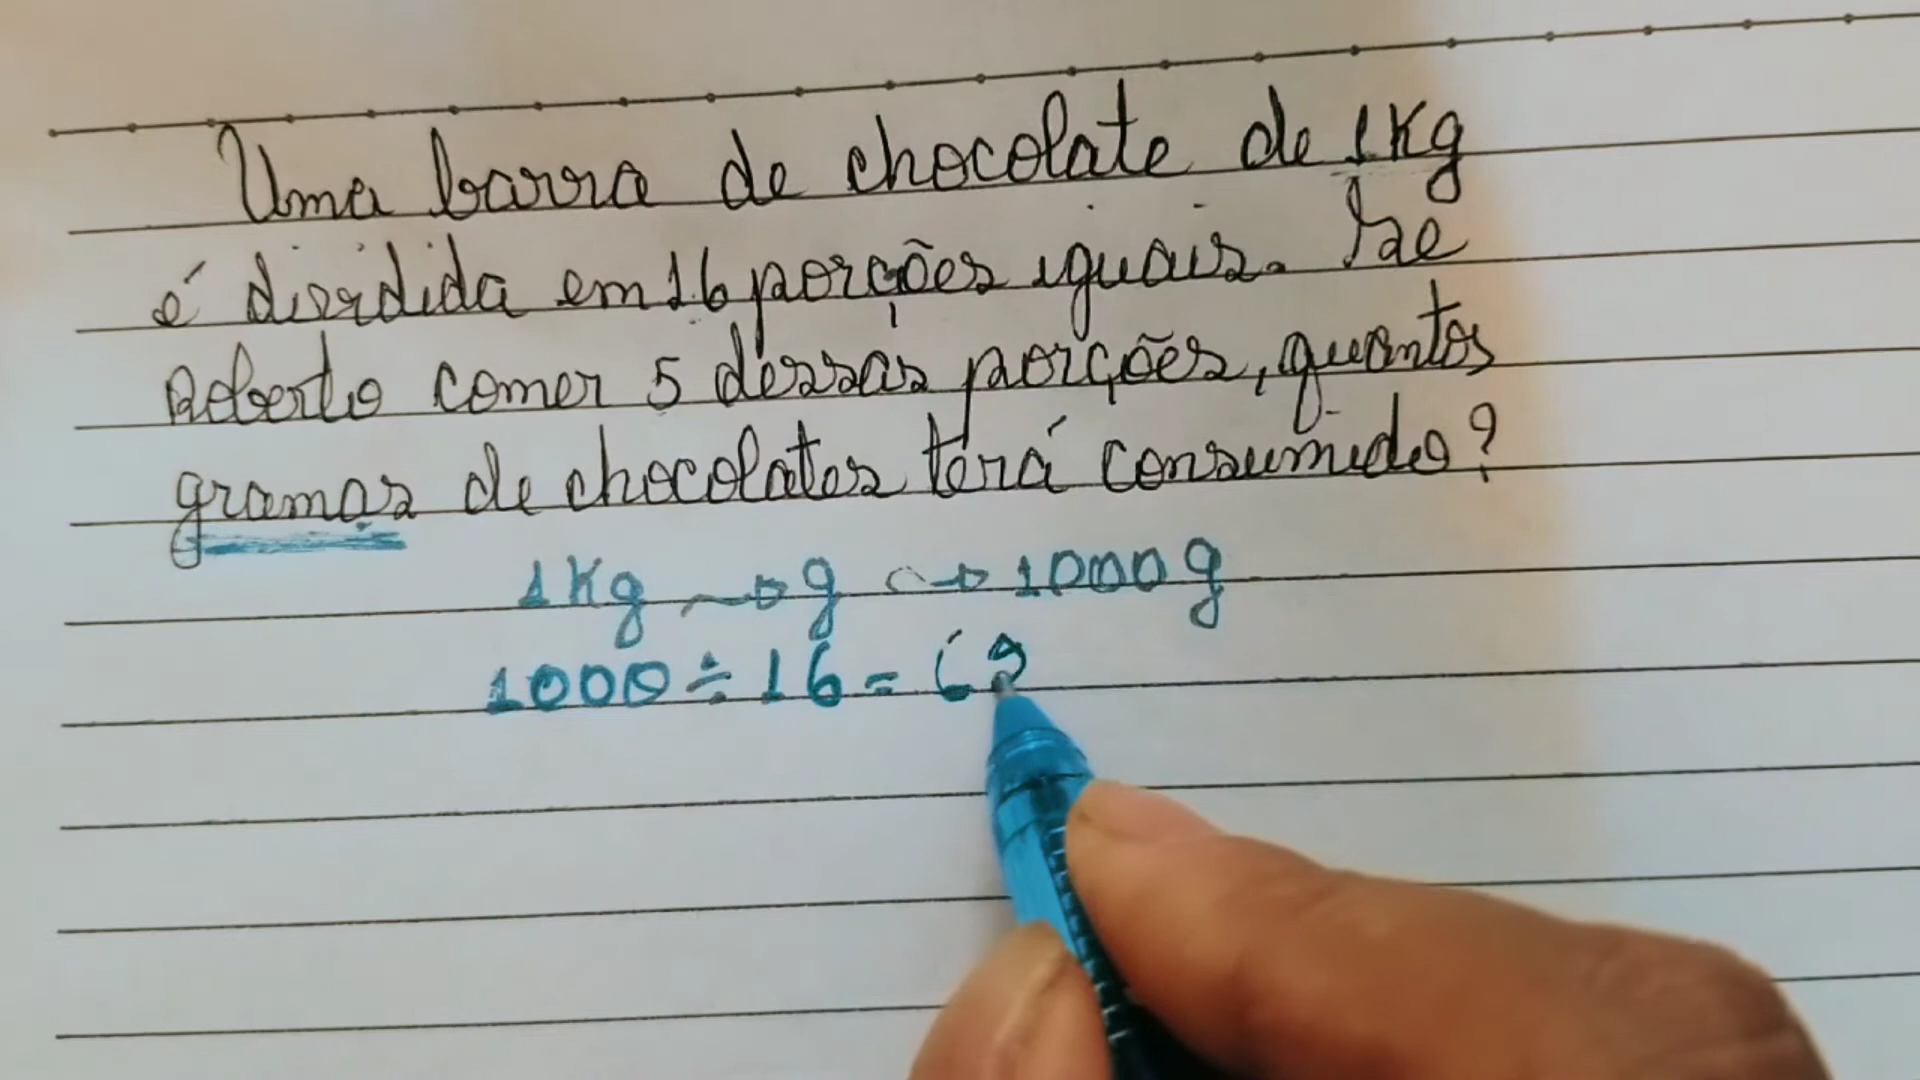 Uma barra de chocolate de 1Kg
é dividida em 16 porções iguais. Se
Roberto comer 5 dessas porções, quantos
gramas de chocolates terá consumido?
1Kg → g → 1000g
1000 ÷ 16 = 6